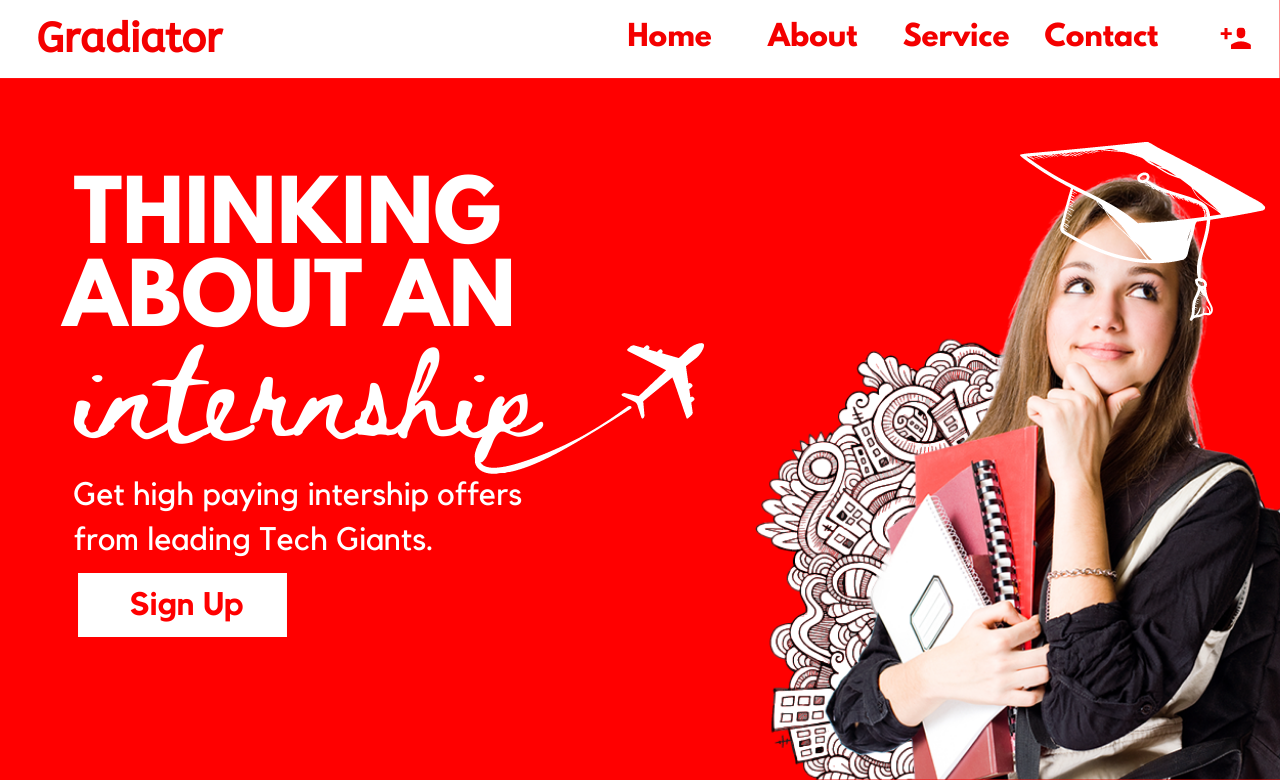 Gradiator
Home About Service Contact
THINKING
ABOUT AN
internship
Get high paying intership offers
from leading Tech Giants.
Sign Up